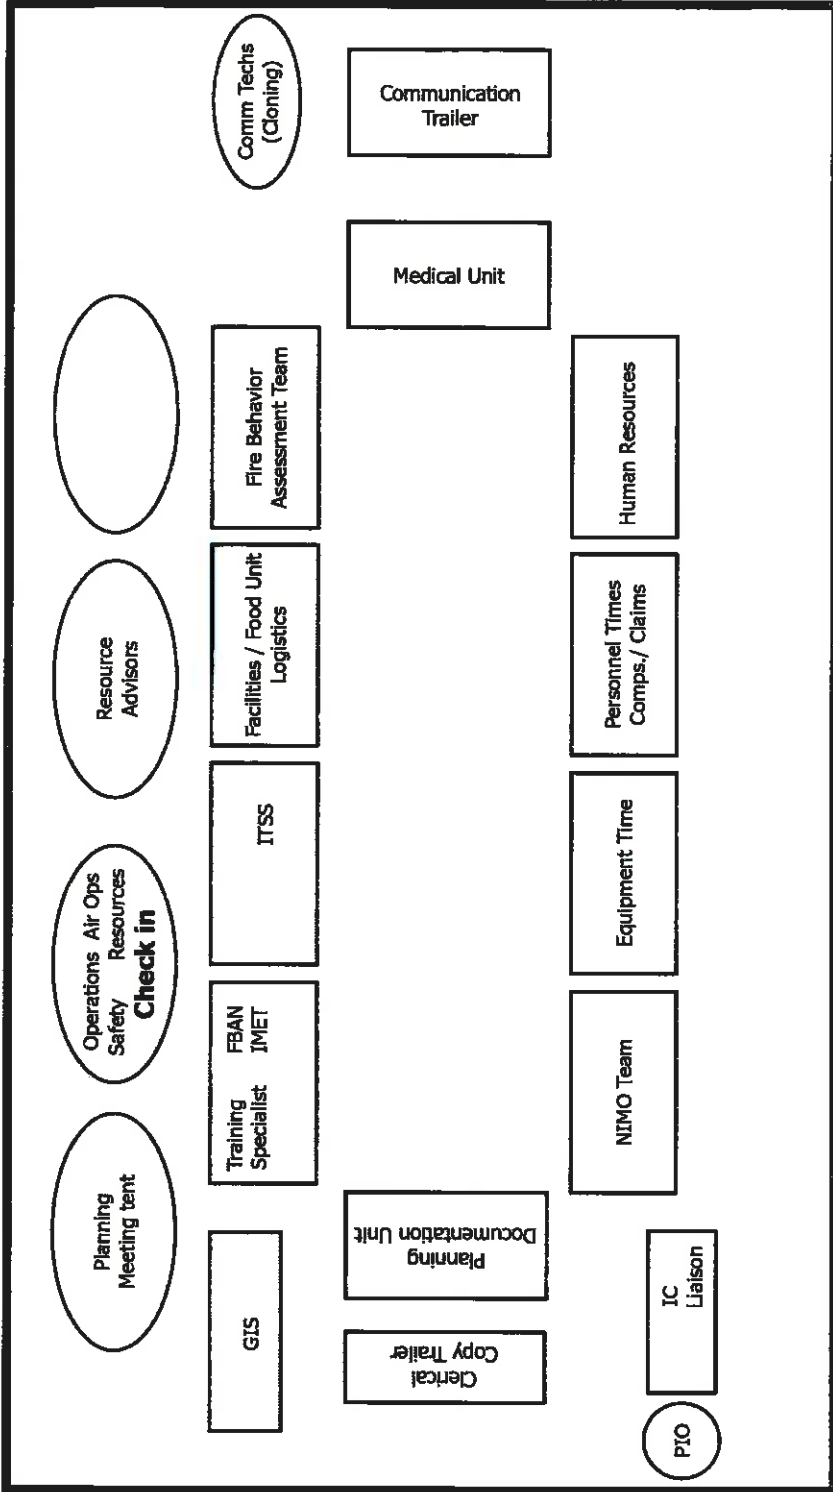 Planning
Meeting tent
Operations Air Ops
Safety Resources
Check in
Resource
Advisors
GIS
Training FBAN
Specialist IMET
ITSS
Facilities / Food Unit
Logistics
Fire Behavior
Assessment Team
Comm Techs
(Cloning)
Clerical
Copy Trailer
Planning
Documentation Unit
Medical Unit
Communication
Trailer
NIMO Team
Equipment Time
Personnel Times
Comps./ Claims
Human Resources
PIO
IC
Liaison